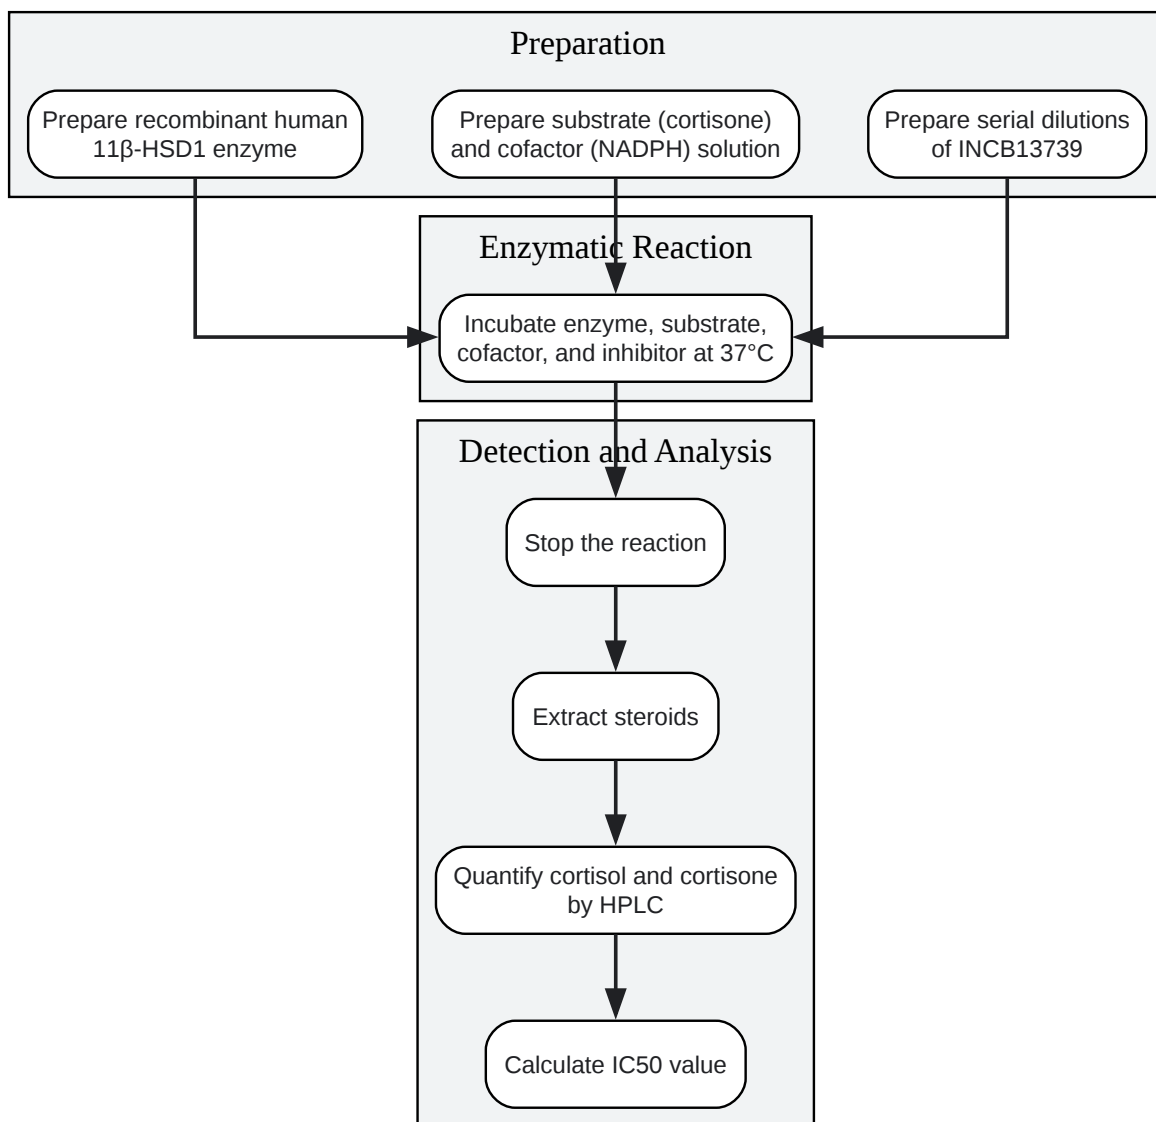 Preparation
Prepare recombinant human
11β-HSD1 enzyme
Prepare substrate (cortisone)
and cofactor (NADPH) solution
Prepare serial dilutions
of INCB13739
Enzymatic Reaction
Incubate enzyme, substrate,
cofactor, and inhibitor at 37°C
Detection and Analysis
Stop the reaction
Extract steroids
Quantify cortisol and cortisone
by HPLC
Calculate IC50 value